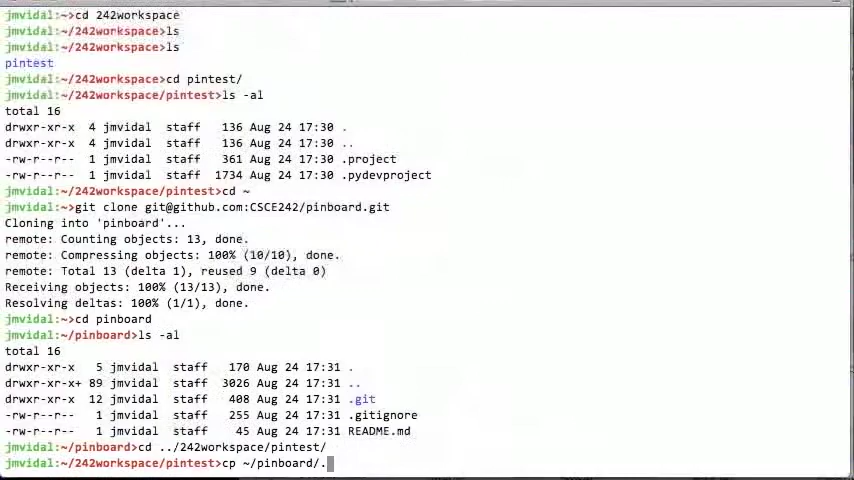 jmvidal:~>cd 242workspace
jmvidal:~/242workspace>ls
jmvidal:~/242workspace>ls
pintest
jmvidal:~/242workspace>cd pintest/
jmvidal:~/242workspace/pintest>ls -al
total 16
drwxr-xr-x  4 jmvidal  staff   136 Aug 24 17:30 .
drwxr-xr-x  4 jmvidal  staff   136 Aug 24 17:30 ..
-rw-r--r--  1 jmvidal  staff   361 Aug 24 17:30 .project
-rw-r--r--  1 jmvidal  staff  1734 Aug 24 17:30 .pydevproject
jmvidal:~/242workspace/pintest>cd ~
jmvidal:~>git clone git@github.com:CSCE242/pinboard.git
Cloning into 'pinboard'...
remote: Counting objects: 13, done.
remote: Compressing objects: 100% (10/10), done.
remote: Total 13 (delta 1), reused 9 (delta 0)
Receiving objects: 100% (13/13), done.
Resolving deltas: 100% (1/1), done.
jmvidal:~>cd pinboard
jmvidal:~/pinboard>ls -al
total 16
drwxr-xr-x   5 jmvidal  staff   170 Aug 24 17:31 .
drwxr-xr-x+ 89 jmvidal  staff  3026 Aug 24 17:31 ..
drwxr-xr-x  12 jmvidal  staff   408 Aug 24 17:31 .git
-rw-r--r--   1 jmvidal  staff   255 Aug 24 17:31 .gitignore
-rw-r--r--   1 jmvidal  staff    45 Aug 24 17:31 README.md
jmvidal:~/pinboard>cd ../242workspace/pintest/
jmvidal:~/242workspace/pintest>cp ~/pinboard/.